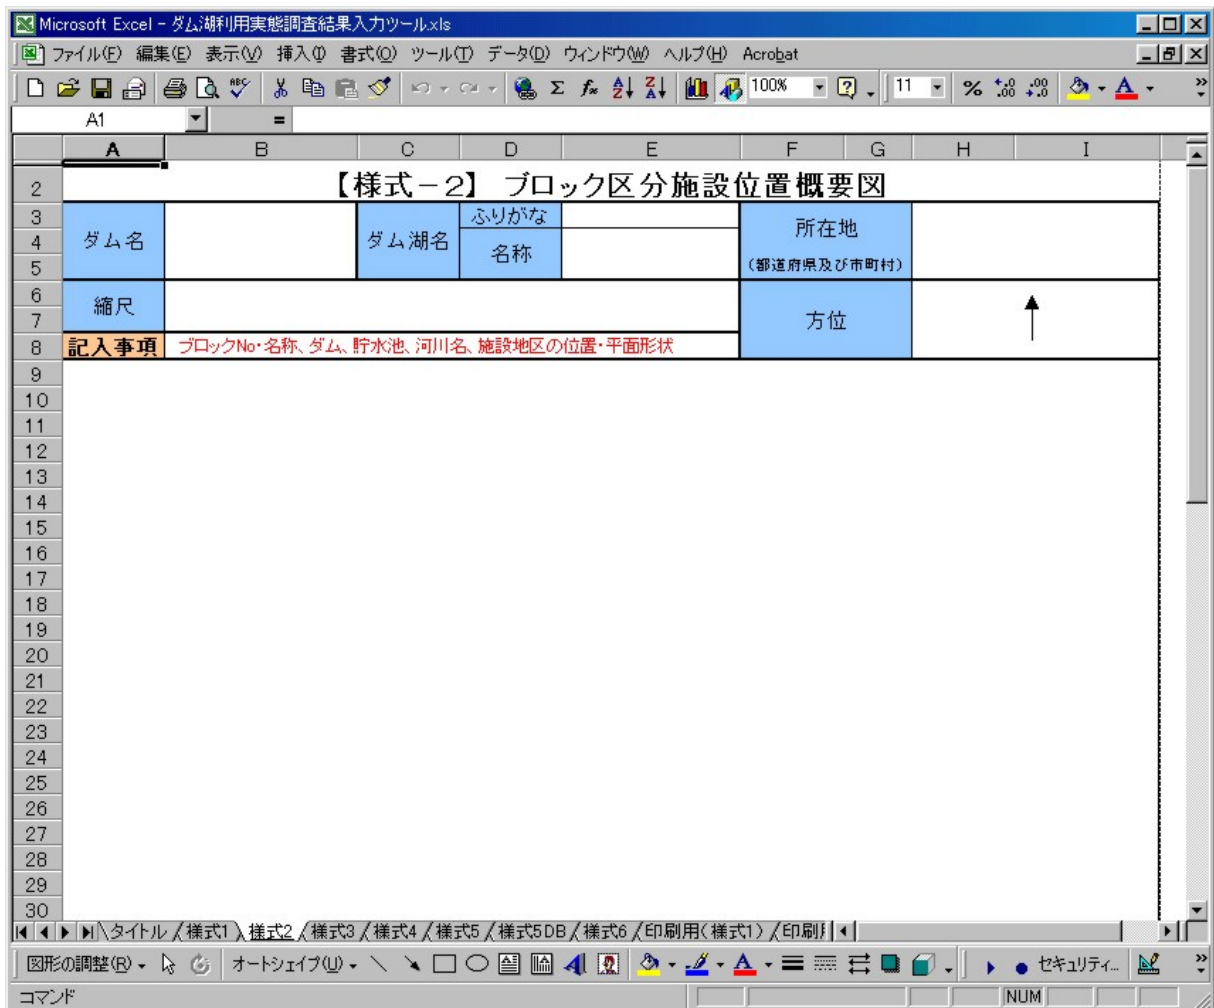 Microsoft Excel - ダム湖利用実態調査結果入力ツール.xls
ファイル(F) 編集(E) 表示(V) 挿入(I) 書式(O) ツール(T) データ(D) ウィンドウ(W) ヘルプ(H) Acrobat
100% 11
A1 =
A B C D E F G H I
2 【様式－2】 ブロック区分施設位置概要図
3 ふりがな
4 ダム名 ダム湖名 名称 所在地
5 (都道府県及び市町村)
6 縮尺
7 方位
8 記入事項 ブロックNo・名称、ダム、貯水池、河川名、施設地区の位置・平面形状
9
10
11
12
13
14
15
16
17
18
19
20
21
22
23
24
25
26
27
28
29
30
タイトル 様式1 様式2 様式3 様式4 様式5 様式5DB 様式6 印刷用(様式1) 印刷
図形の調整(R) オートシェイプ(U) セキュリティ...
コマンド NUM